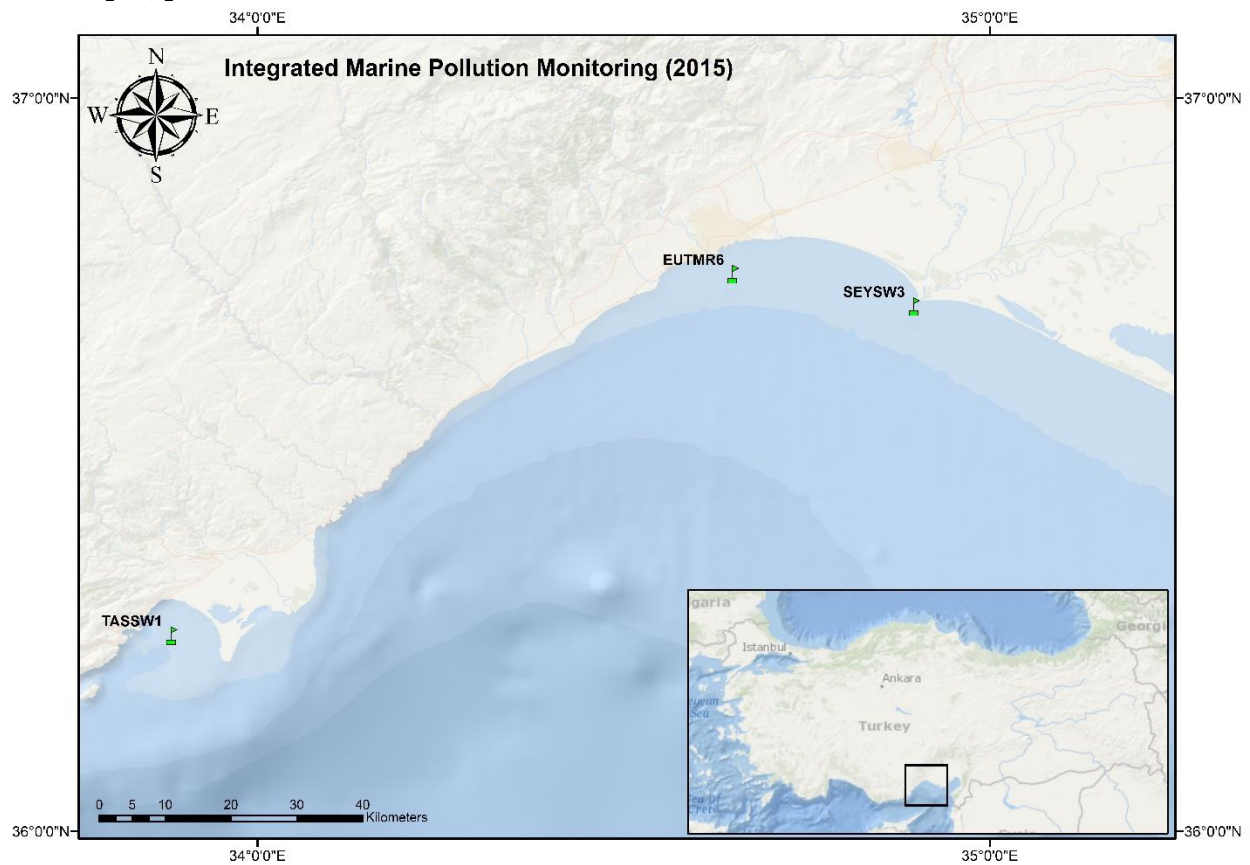 34°0'0"E 35°0'0"E
Integrated Marine Pollution Monitoring (2015)
N
W E
S
37°0'0"N 37°0'0"N
EUTMR6
SEYSW3
TASSW1
garia
Georgi
Istanbul
Ankara
Turkey
Sea
0 5 10 20 30 40
Kilometers
36°0'0"N 36°0'0"N
34°0'0"E 35°0'0"E